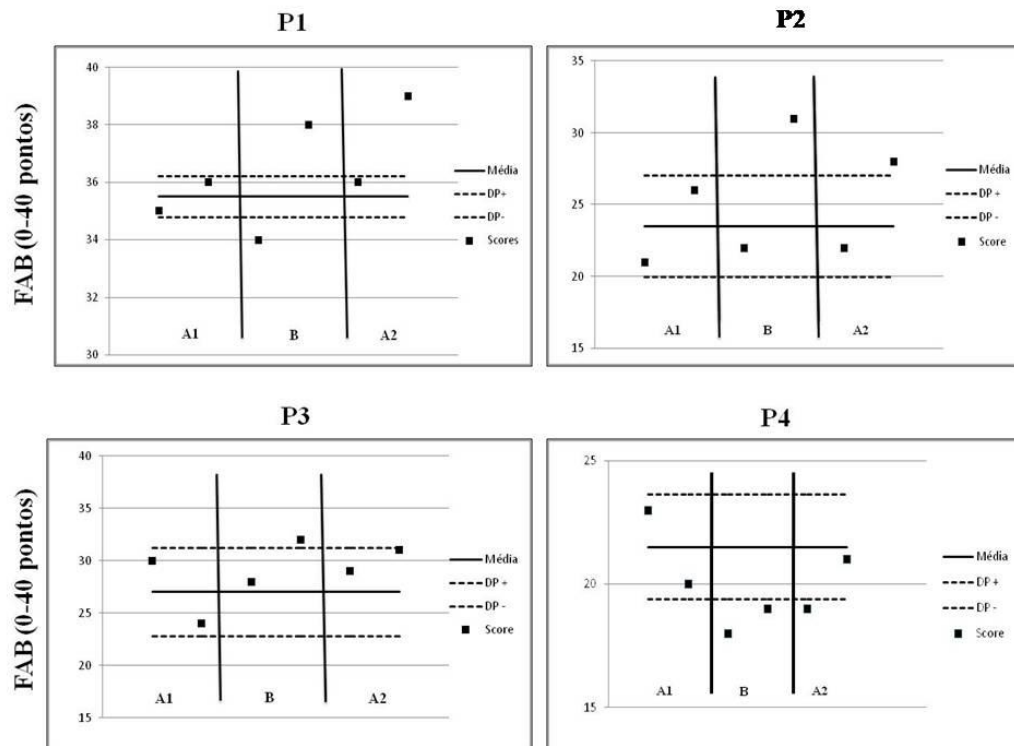 P1
FAB (0-40 pontos)
40
38
36
34
32
30
A1
B
A2
Média
DP+
DP-
Scores
P2
35
30
25
20
15
A1
B
A2
Média
DP +
DP -
Score
P3
FAB (0-40 pontos)
40
35
30
25
20
15
A1
B
A2
Média
DP +
DP -
Score
P4
25
20
15
A1
B
A2
Média
DP +
DP -
Score